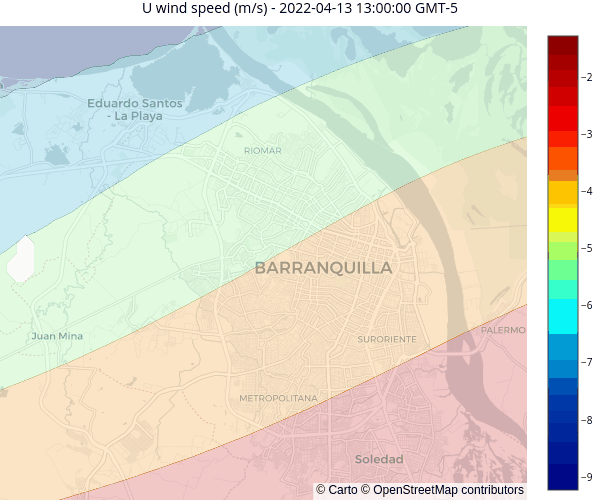 U wind speed (m/s) - 2022-04-13 13:00:00 GMT-5
−2
−3
−4
−5
−6
−7
−8
−9
Eduardo Santos
- La Playa
RIOMAR
BARRANQUILLA
Juan Mina
SURORIENTE
PALERMO
METROPOLITANA
Soledad
© Carto © OpenStreetMap contributors